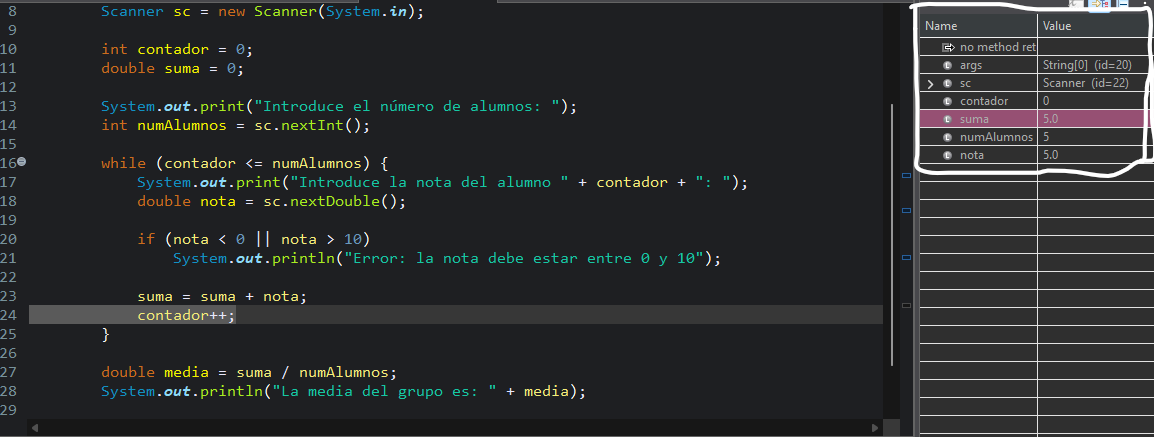 8 Scanner sc = new Scanner(System.in);
9
10 int contador = 0;
11 double suma = 0;
12
13 System.out.print("Introduce el número de alumnos: ");
14 int numAlumnos = sc.nextInt();
15
16 while (contador <= numAlumnos) {
17 System.out.print("Introduce la nota del alumno " + contador + ": ");
18 double nota = sc.nextDouble();
19
20 if (nota < 0 || nota > 10)
21 System.out.println("Error: la nota debe estar entre 0 y 10");
22
23 suma = suma + nota;
24 contador++;
25 }
26
27 double media = suma / numAlumnos;
28 System.out.println("La media del grupo es: " + media);
29
Name Value
no method ret
args String[0] (id=20)
sc Scanner (id=22)
contador 0
suma 5.0
numAlumnos 5
nota 5.0